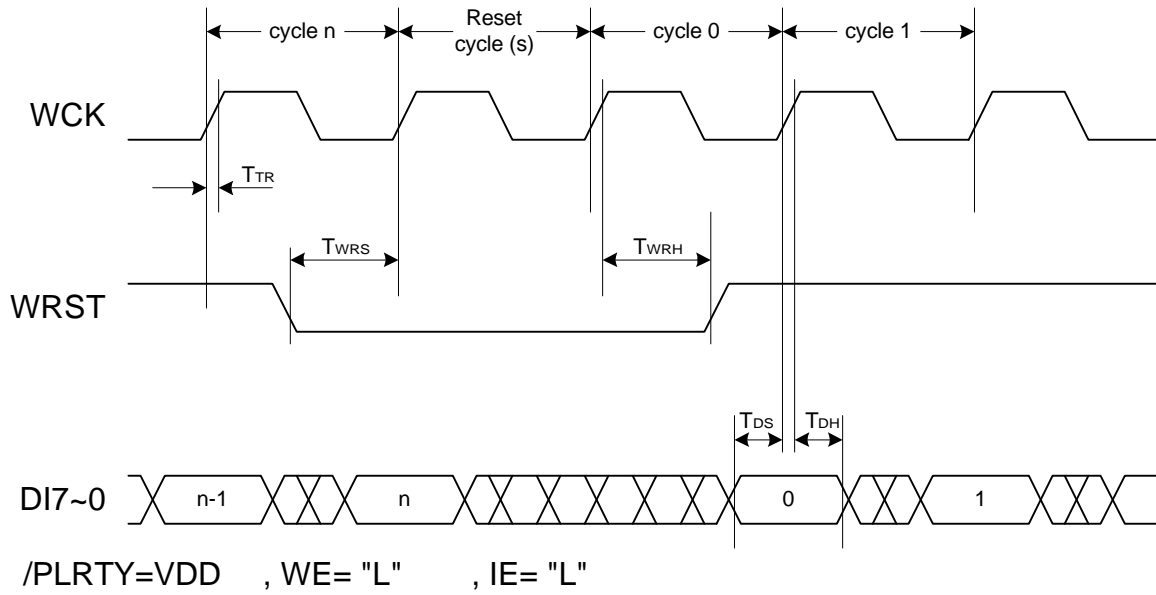 cycle n
Reset
cycle (s)
cycle 0
cycle 1
WCK
TTR
TWRS
TWRH
WRST
TDS
TDH
DI7~0
n-1
n
0
1
/PLRTY=VDD , WE= "L" , IE= "L"